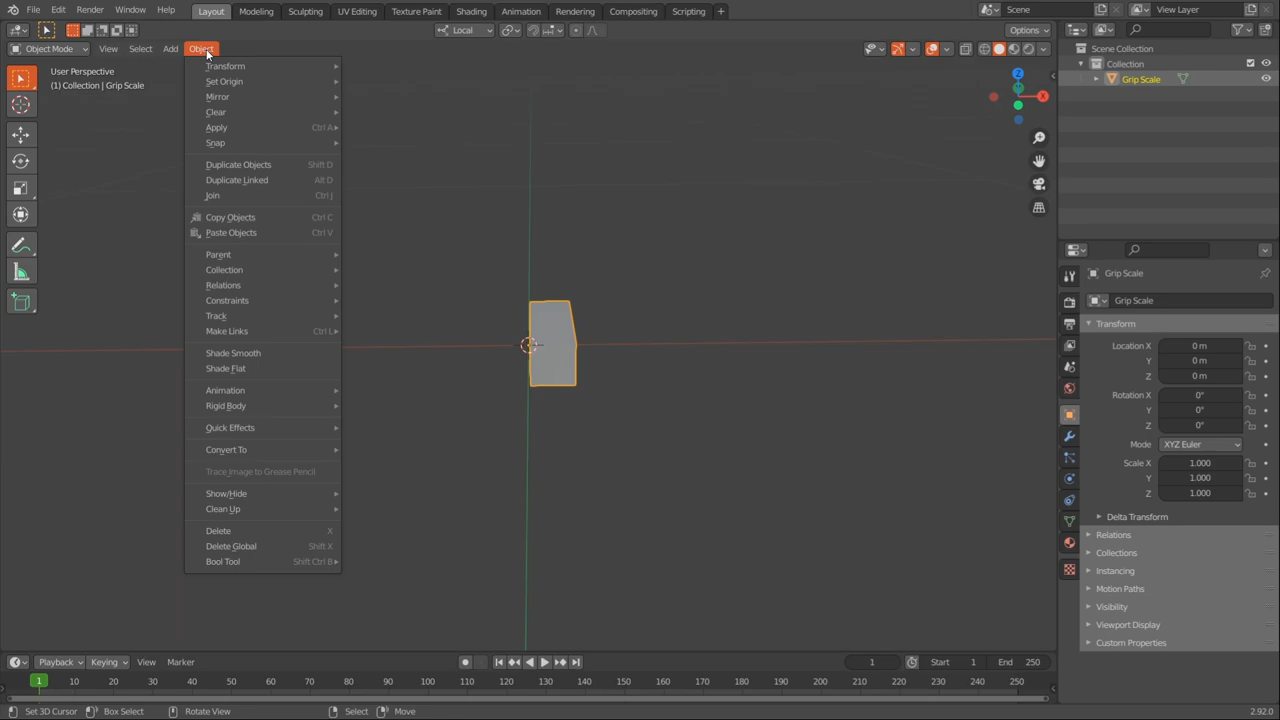 File Edit Render Window Help Layout Modeling Sculpting UV Editing Texture Paint Shading Animation Rendering Compositing Scripting + Scene View Layer
Local Options
Object Mode View Select Add Object
User Perspective
(1) Collection | Grip Scale
Transform
Set Origin
Mirror
Clear
Apply Ctrl A
Snap
Duplicate Objects Shift D
Duplicate Linked Alt D
Join Ctrl J
Copy Objects Ctrl C
Paste Objects Ctrl V
Parent
Collection
Relations
Constraints
Track
Make Links Ctrl L
Shade Smooth
Shade Flat
Animation
Rigid Body
Quick Effects
Convert To
Trace Image to Grease Pencil
Show/Hide
Clean Up
Delete X
Delete Global Shift X
Bool Tool Shift Ctrl B
Z
X
Scene Collection
Collection
Grip Scale
Grip Scale
Grip Scale
Transform
Location X 0 m
Y 0 m
Z 0 m
Rotation X 0°
Y 0°
Z 0°
Mode XYZ Euler
Scale X 1.000
Y 1.000
Z 1.000
Delta Transform
Relations
Collections
Instancing
Motion Paths
Visibility
Viewport Display
Custom Properties
Playback Keying View Marker 1 Start 1 End 250
1 10 20 30 40 50 60 70 80 90 100 110 120 130 140 150 160 170 180 190 200 210 220 230 240 250
Set 3D Cursor Box Select Rotate View Select Move 2.92.0